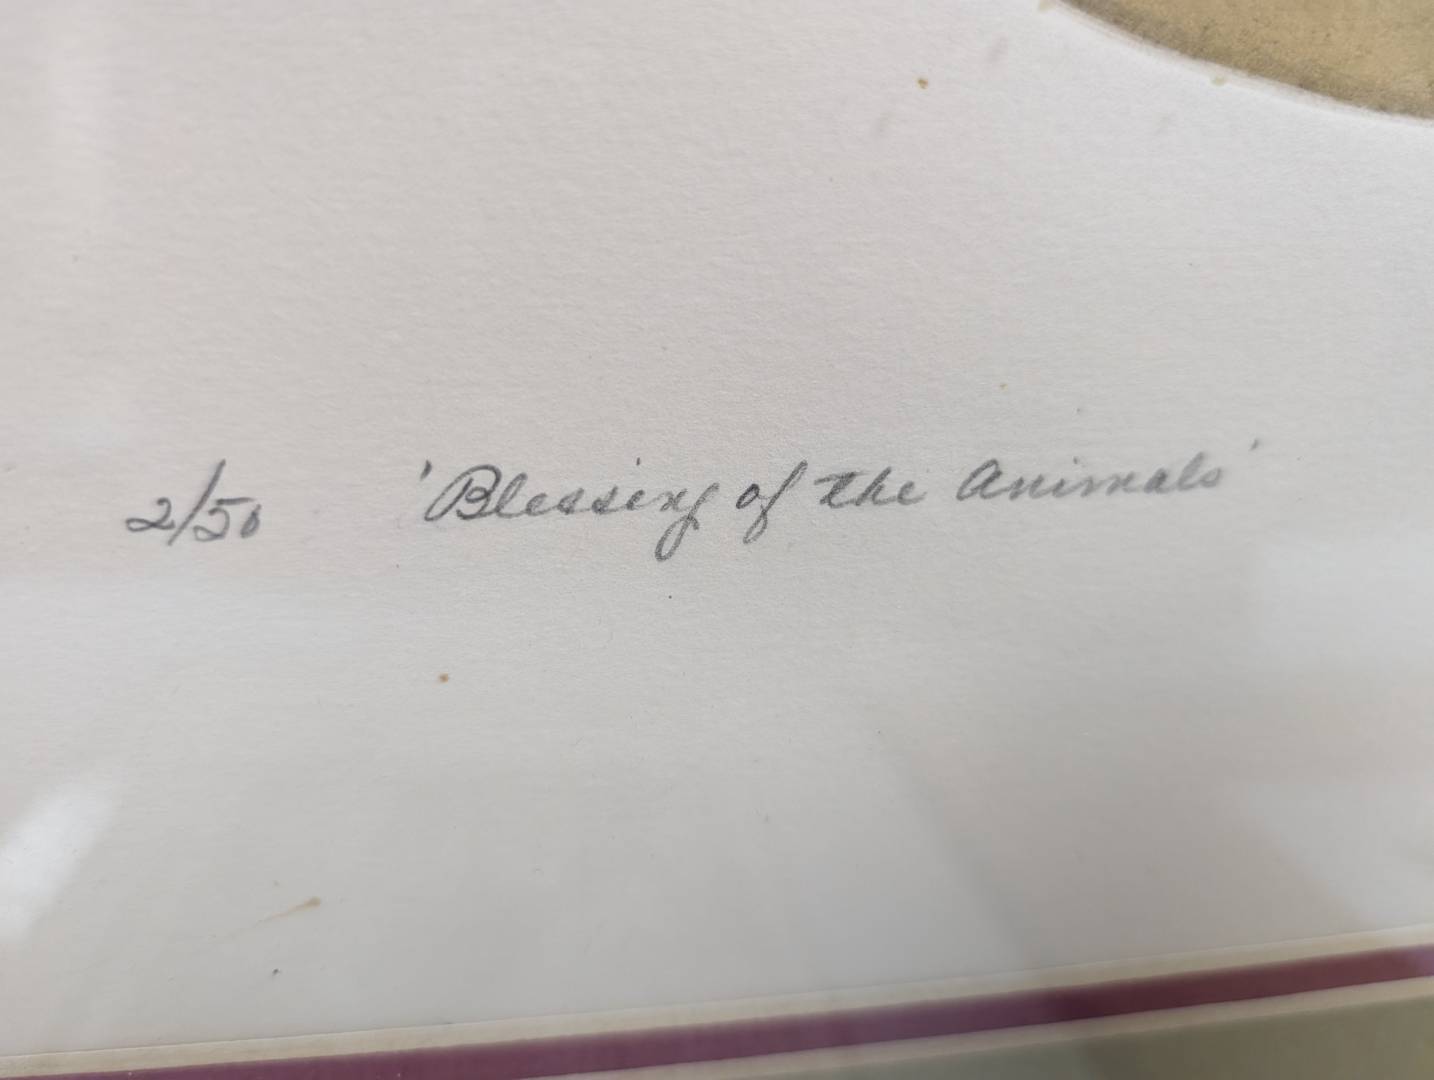 2/50 'Blessing of the Animals'